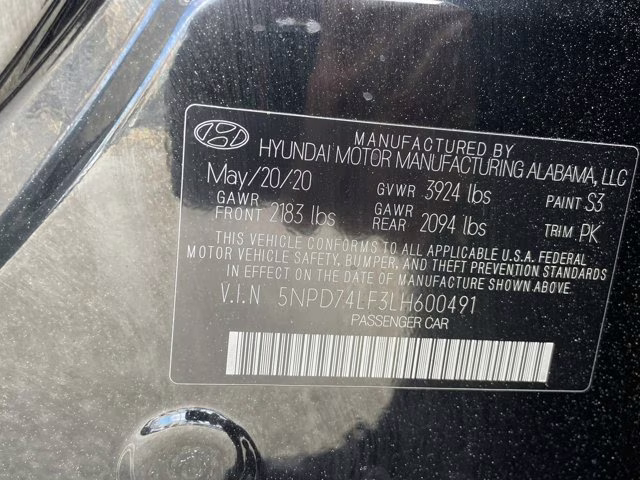 MANUFACTURED BY
HYUNDAI MOTOR MANUFACTURING ALABAMA, LLC
May/20/20 GVWR 3924 lbs PAINT S3
GAWR FRONT 2183 lbs GAWR REAR 2094 lbs TRIM PK
THIS VEHICLE CONFORMS TO ALL APPLICABLE U.S.A. FEDERAL
MOTOR VEHICLE SAFETY, BUMPER, AND THEFT PREVENTION STANDARDS
IN EFFECT ON THE DATE OF MANUFACTURE SHOWN ABOVE.
V.I.N 5NPD74LF3LH600491
PASSENGER CAR